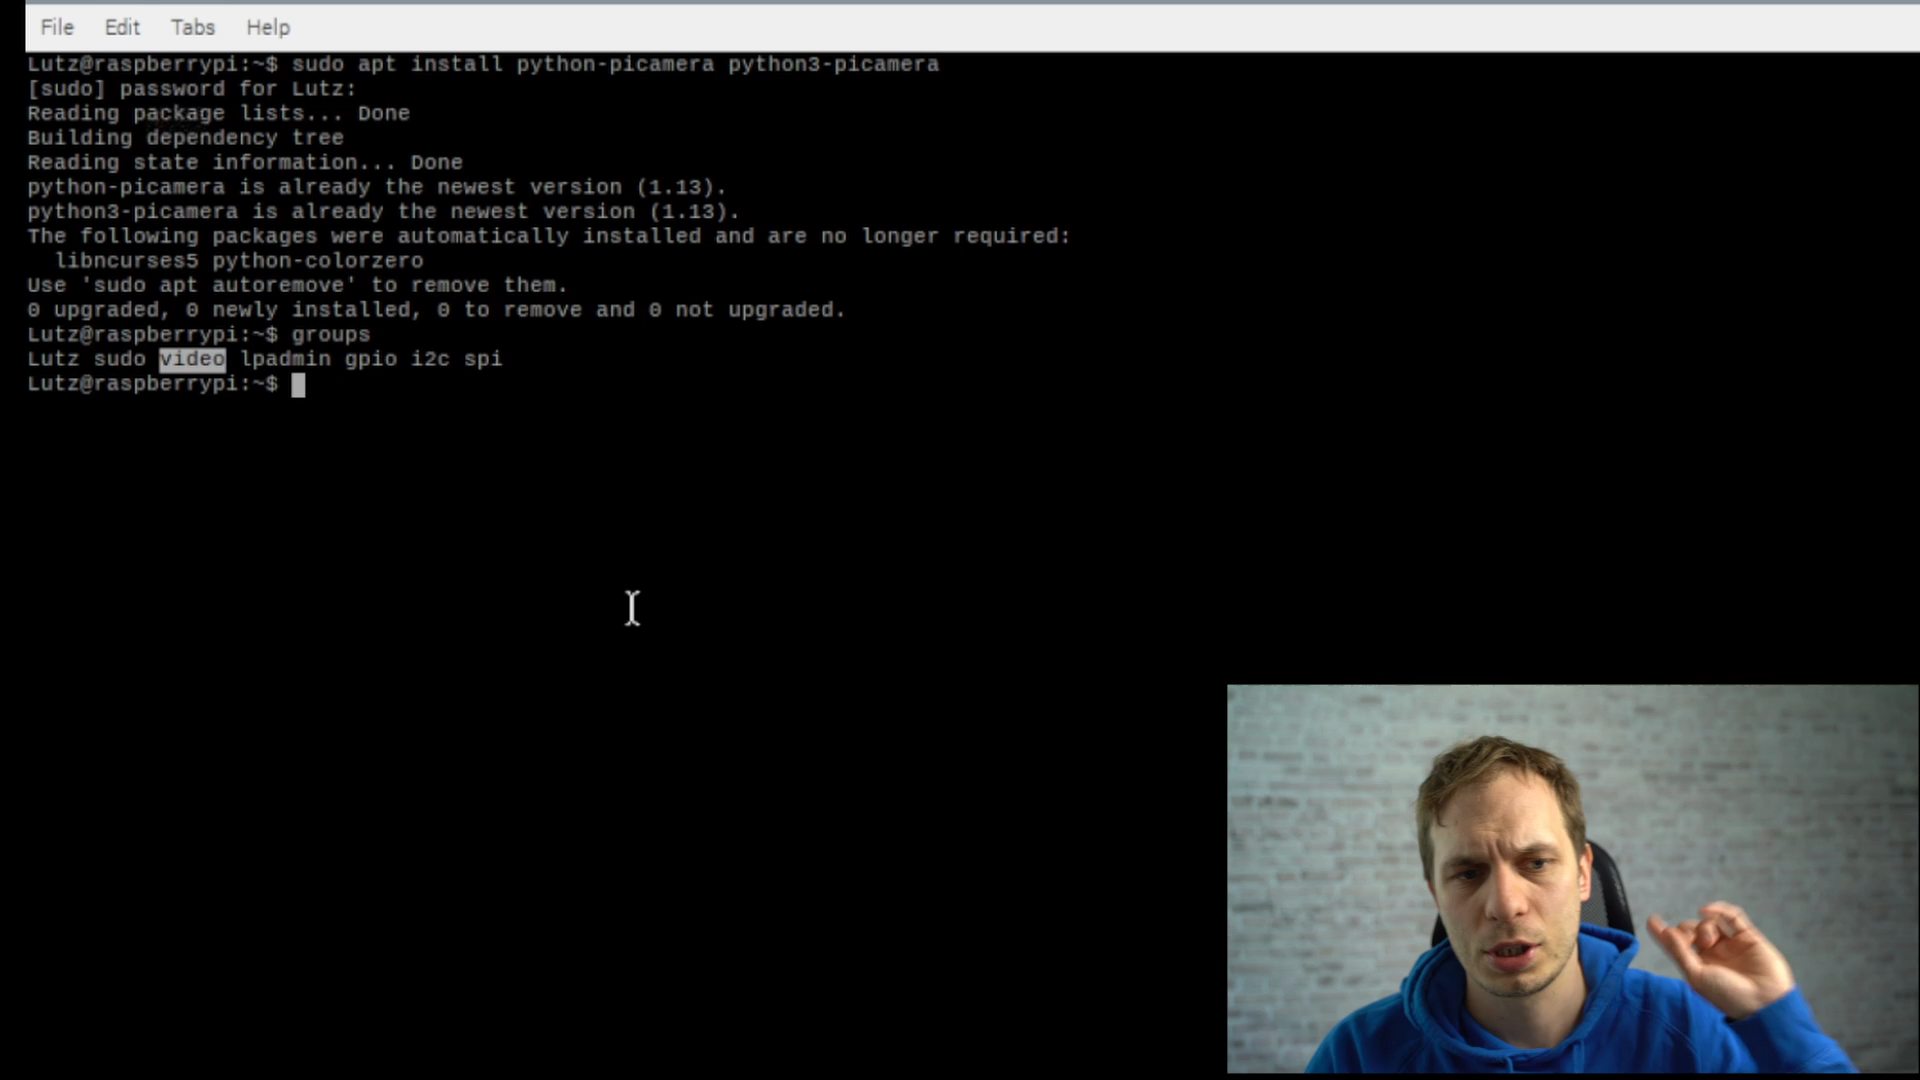 File Edit Tabs Help
Lutz@raspberrypi:~$ sudo apt install python-picamera python3-picamera
[sudo] password for Lutz:
Reading package lists... Done
Building dependency tree
Reading state information... Done
python-picamera is already the newest version (1.13).
python3-picamera is already the newest version (1.13).
The following packages were automatically installed and are no longer required:
  libncurses5 python-colorzero
Use 'sudo apt autoremove' to remove them.
0 upgraded, 0 newly installed, 0 to remove and 0 not upgraded.
Lutz@raspberrypi:~$ groups
Lutz sudo video lpadmin gpio i2c spi
Lutz@raspberrypi:~$